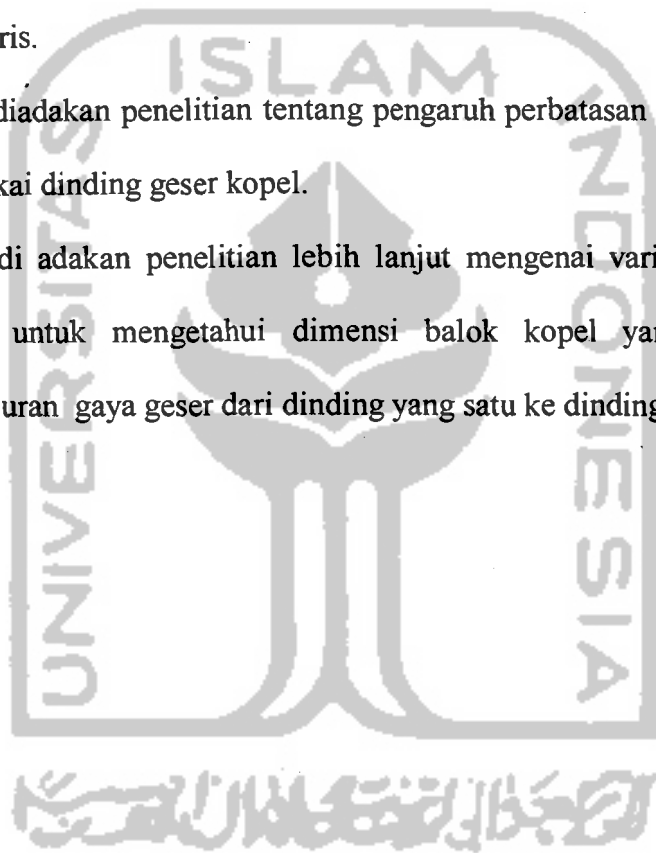 ris.
diadakan penelitian tentang pengaruh perbatasan
kai dinding geser kopel.
di adakan penelitian lebih lanjut mengenai vari
untuk mengetahui dimensi balok kopel yan
uran gaya geser dari dinding yang satu ke dinding
ISLAM
UNIVERSITAS
INDONESIA